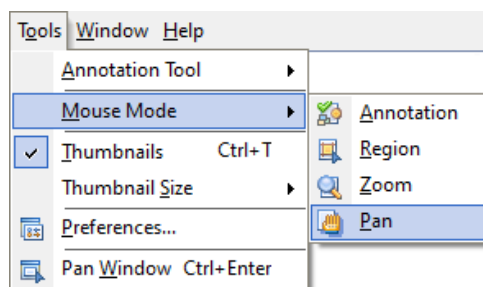 Tools Window Help
Annotation Tool
Mouse Mode
Thumbnails Ctrl+T
Thumbnail Size
Preferences...
Pan Window Ctrl+Enter
Annotation
Region
Zoom
Pan